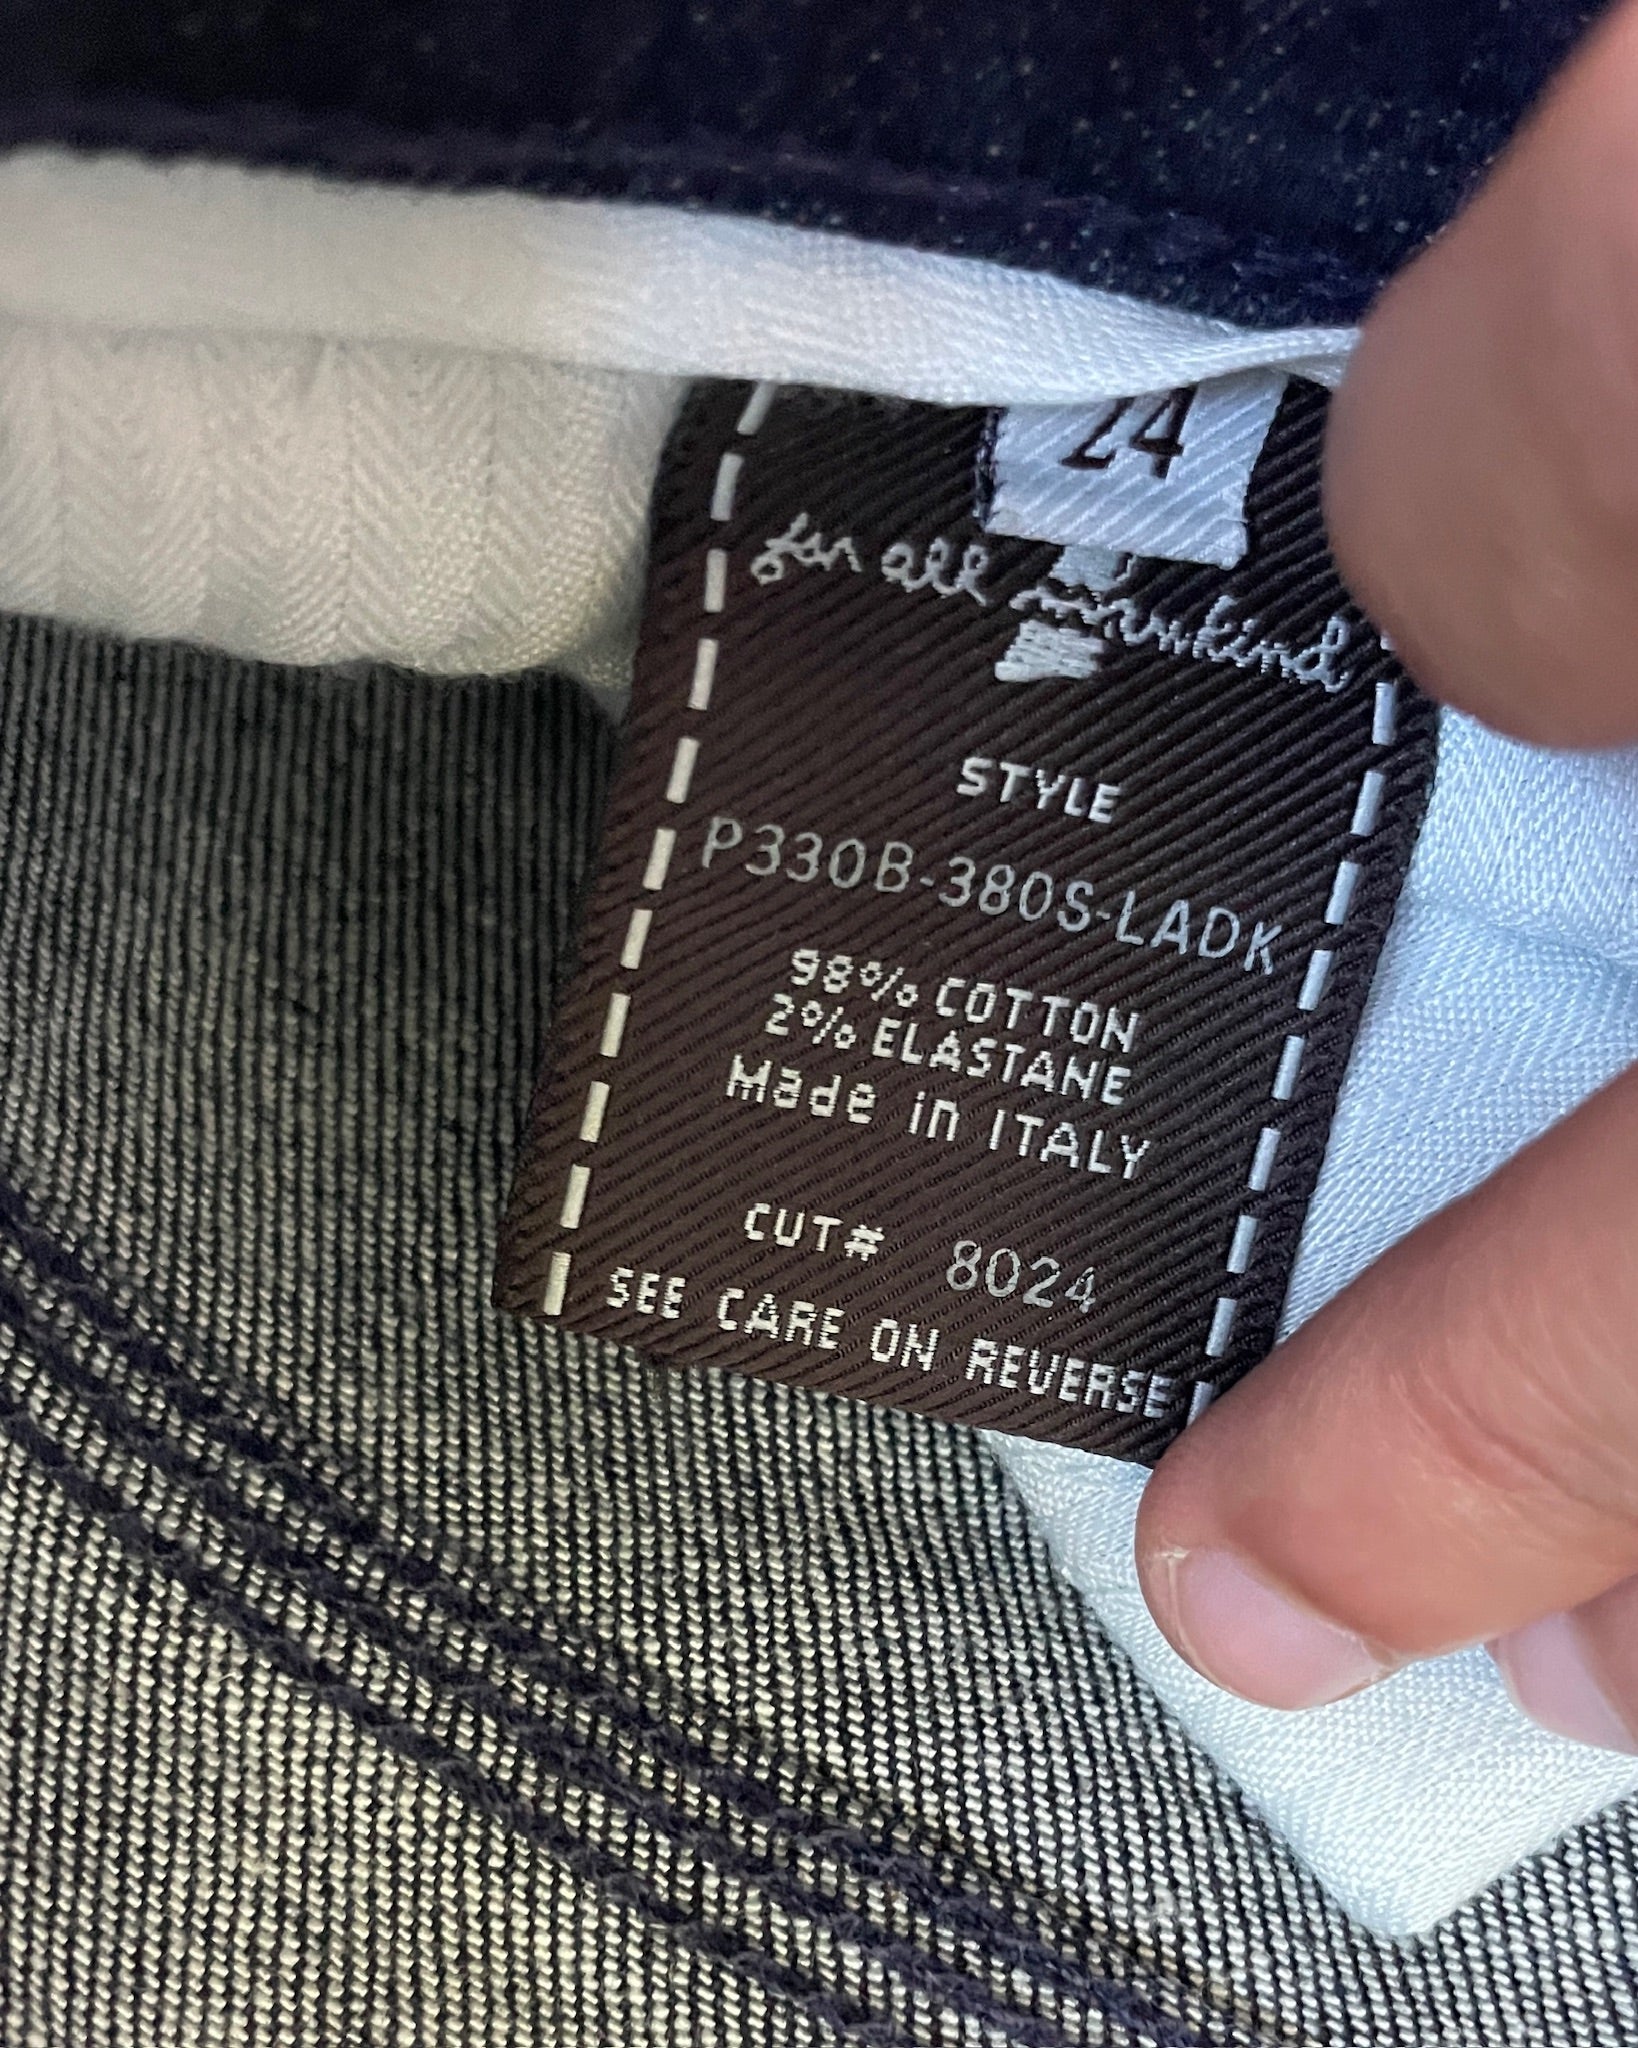 24
for all mankind
STYLE
P330B-380S-LADK
98% COTTON
2% ELASTANE
Made in ITALY
CUT# 8024
SEE CARE ON REVERSE